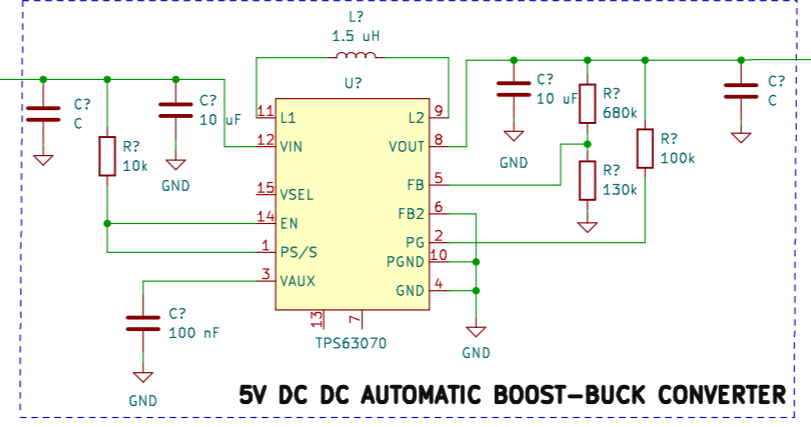 L?
1.5 uH
U?
C?
C
R?
10k
C?
10 uF
GND
11
L1
12
VIN
15
VSEL
14
EN
1
PS/S
3
VAUX
C?
100 nF
GND
13
7
TPS63070
L2
9
VOUT
8
FB
5
FB2
6
PG
2
PGND
10
GND
4
GND
C?
10 uF
GND
R?
680k
R?
130k
R?
100k
C?
C
5V DC DC AUTOMATIC BOOST-BUCK CONVERTER